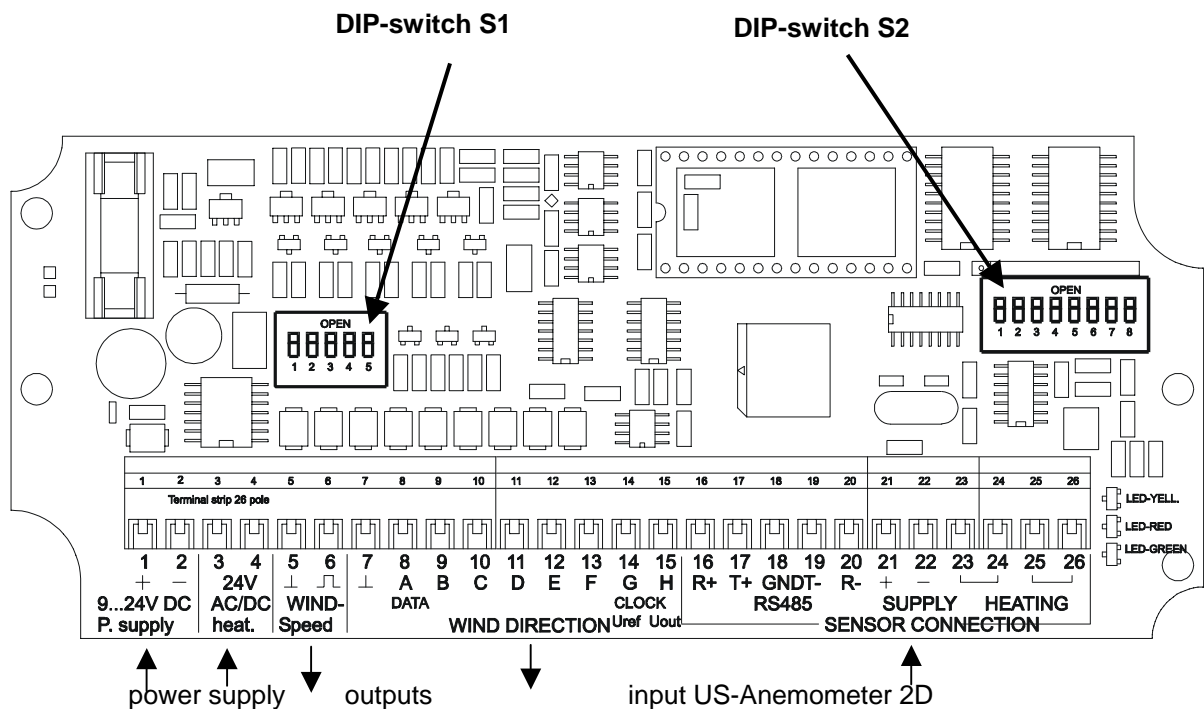 DIP-switch S1 DIP-switch S2
OPEN
1 2 3 4 5
OPEN
1 2 3 4 5 6 7 8
1 2 3 4 5 6 7 8 9 10 11 12 13 14 15 16 17 18 19 20 21 22 23 24 25 26
Terminal strip 26 pole
LED-YELL.
LED-RED
LED-GREEN
1 2 3 4 5 6 7 8 9 10 11 12 13 14 15 16 17 18 19 20 21 22 23 24 25 26
+ − 24V ⊥ ⊥ A B C D E F G H R+ T+ GND T- R- + −
9...24V DC AC/DC WIND- DATA CLOCK RS485 SUPPLY HEATING
P. supply heat. Speed WIND DIRECTION Uref Uout SENSOR CONNECTION
power supply outputs input US-Anemometer 2D